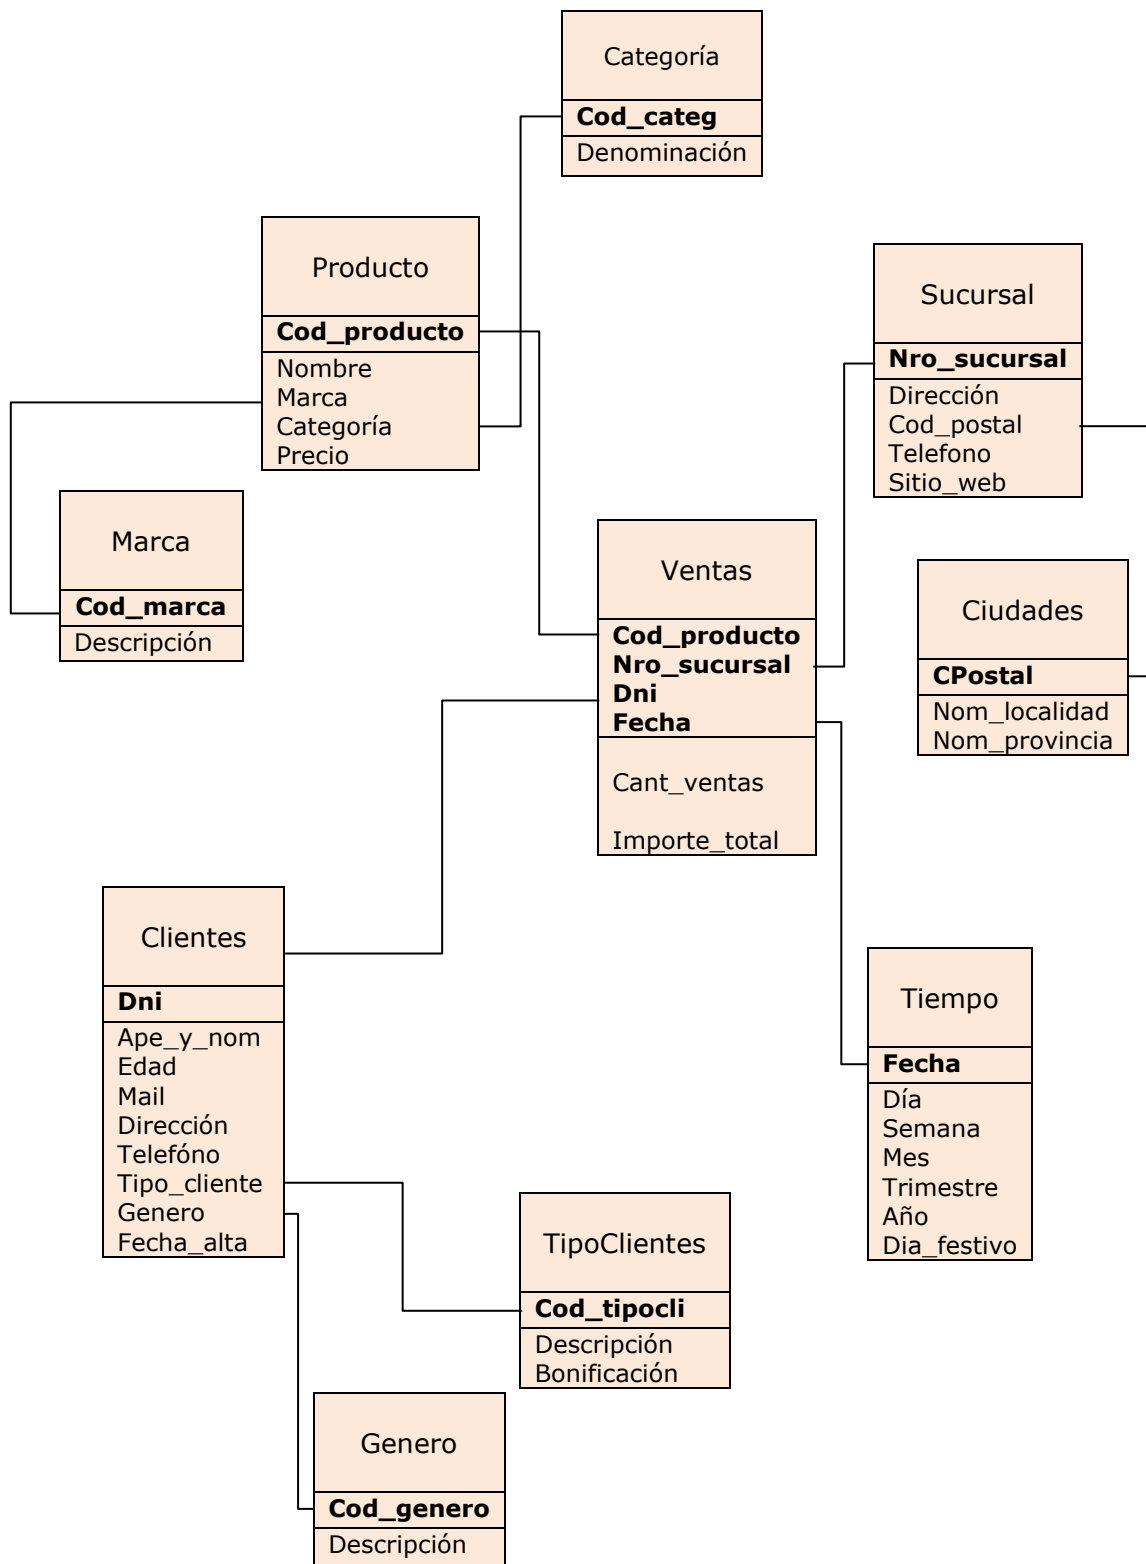 Categoría
Cod_categ
Denominación
Producto
Cod_producto
Nombre
Marca
Categoría
Precio
Sucursal
Nro_sucursal
Dirección
Cod_postal
Telefono
Sitio_web
Marca
Cod_marca
Descripción
Ventas
Cod_producto
Nro_sucursal
Dni
Fecha
Cant_ventas
Importe_total
Ciudades
CPostal
Nom_localidad
Nom_provincia
Clientes
Dni
Ape_y_nom
Edad
Mail
Dirección
Telefóno
Tipo_cliente
Genero
Fecha_alta
Tiempo
Fecha
Día
Semana
Mes
Trimestre
Año
Dia_festivo
TipoClientes
Cod_tipocli
Descripción
Bonificación
Genero
Cod_genero
Descripción